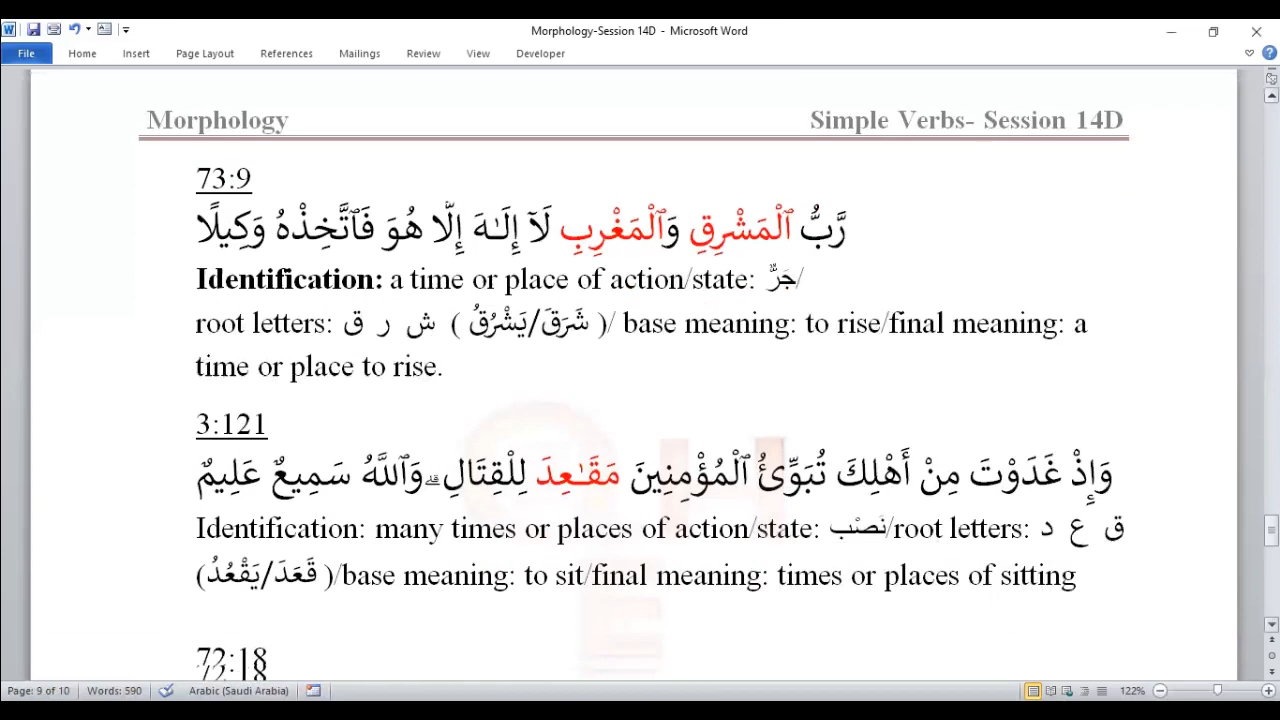 Morphology-Session 14D - Microsoft Word
File Home Insert Page Layout References Mailings Review View Developer
Morphology Simple Verbs- Session 14D
73:9
رَّبُّ ٱلْمَشْرِقِ وَٱلْمَغْرِبِ لَآ إِلَـٰهَ إِلَّا هُوَ فَٱتَّخِذْهُ وَكِيلًا
Identification: a time or place of action/state: جَرٌّ/
root letters: ش ر ق ( شَرَقَ/يَشْرُقُ )/ base meaning: to rise/final meaning: a
time or place to rise.
3:121
وَإِذْ غَدَوْتَ مِنْ أَهْلِكَ تُبَوِّئُ ٱلْمُؤْمِنِينَ مَقَـٰعِدَ لِلْقِتَالِ ۗ وَٱللَّهُ سَمِيعٌ عَلِيمٌ
Identification: many times or places of action/state: نَصْب/root letters: ق ع د
(قَعَدَ/يَقْعُدُ )/base meaning: to sit/final meaning: times or places of sitting
72:18
Page: 9 of 10 Words: 590 Arabic (Saudi Arabia) 122%